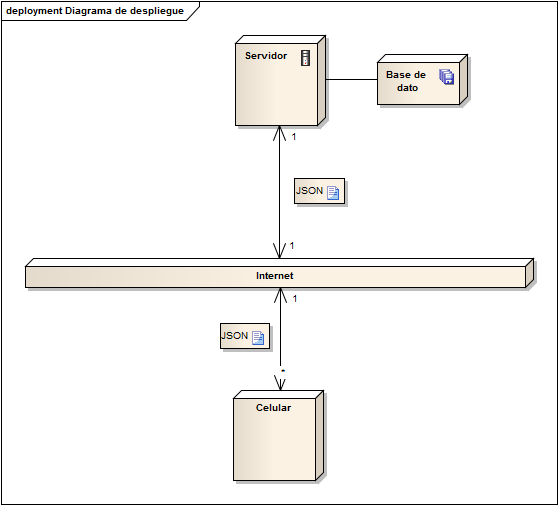 deployment Diagrama de despliegue
Servidor
Base de
dato
1
JSON
1
Internet
1
JSON
*
Celular